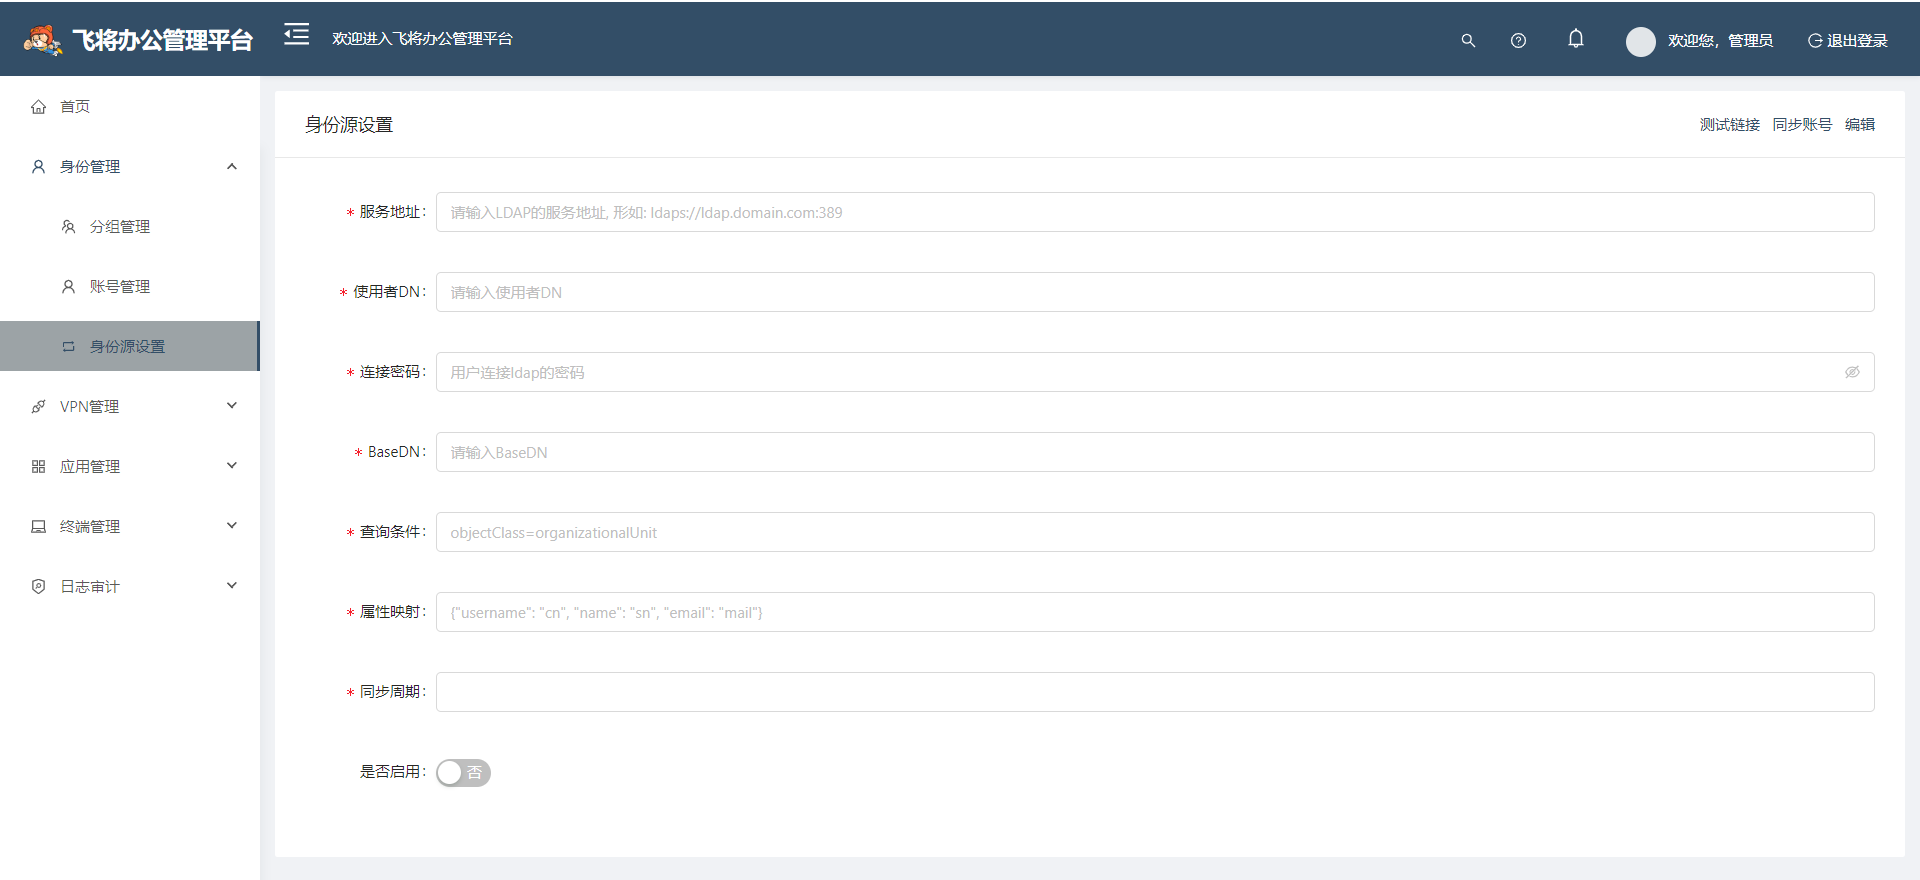 飞将办公管理平台
欢迎进入飞将办公管理平台
欢迎您，管理员
退出登录
首页
身份管理
分组管理
账号管理
身份源设置
VPN管理
应用管理
终端管理
日志审计
身份源设置
测试链接 同步账号 编辑
* 服务地址: 请输入LDAP的服务地址, 形如: ldaps://ldap.domain.com:389
* 使用者DN: 请输入使用者DN
* 连接密码: 用户连接ldap的密码
* BaseDN: 请输入BaseDN
* 查询条件: objectClass=organizationalUnit
* 属性映射: {"username": "cn", "name": "sn", "email": "mail"}
* 同步周期:
是否启用: 否